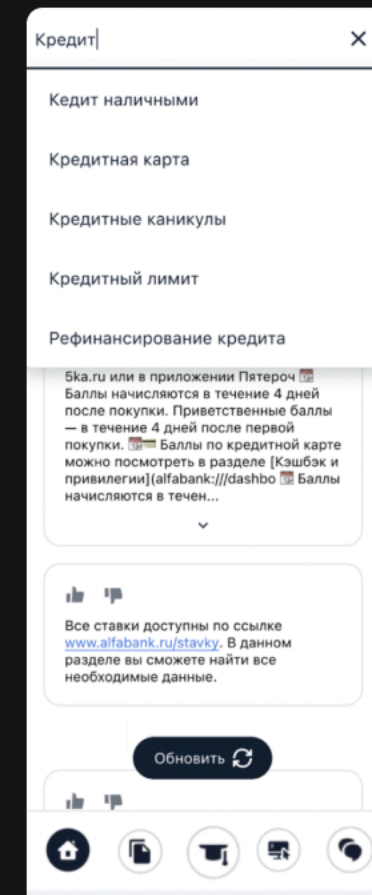 Кредит
Кедит наличными
Кредитная карта
Кредитные каникулы
Кредитный лимит
Рефинансирование кредита
5ka.ru или в приложении Пятероч 📅
Баллы начисляются в течение 4 дней
после покупки. Приветственные баллы
— в течение 4 дней после первой
покупки. 📅💳 Баллы по кредитной карте
можно посмотреть в разделе [Кэшбэк и
привилегии](alfabank:///dashbo 📅 Баллы
начисляются в течен...
Все ставки доступны по ссылке
www.alfabank.ru/stavky. В данном
разделе вы сможете найти все
необходимые данные.
Обновить